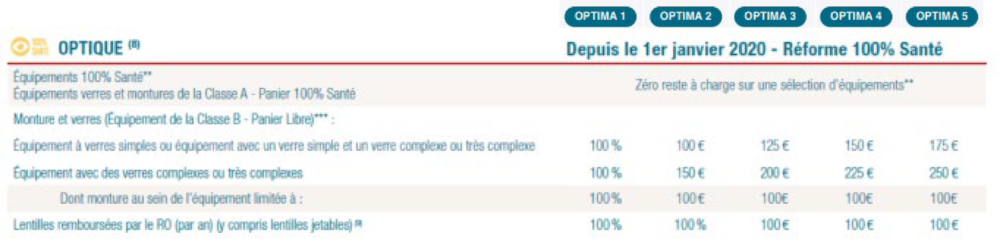 OPTIMA 1 OPTIMA 2 OPTIMA 3 OPTIMA 4 OPTIMA 5
100% SANTÉ OPTIQUE (8) Depuis le 1er janvier 2020 - Réforme 100% Santé
Équipements 100% Santé**
Équipements verres et montures de la Classe A - Panier 100% Santé
Zéro reste à charge sur une sélection d'équipements**
Monture et verres (Équipement de la Classe B - Panier Libre)*** :
Équipement à verres simples ou équipement avec un verre simple et un verre complexe ou très complexe 100 % 100 € 125 € 150 € 175 €
Équipement avec des verres complexes ou très complexes 100 % 150 € 200 € 225 € 250 €
Dont monture au sein de l'équipement limitée à : 100% 100€ 100€ 100€ 100€
Lentilles remboursées par le RO (par an) (y compris lentilles jetables) 100% 100% 100€ 100€ 100€